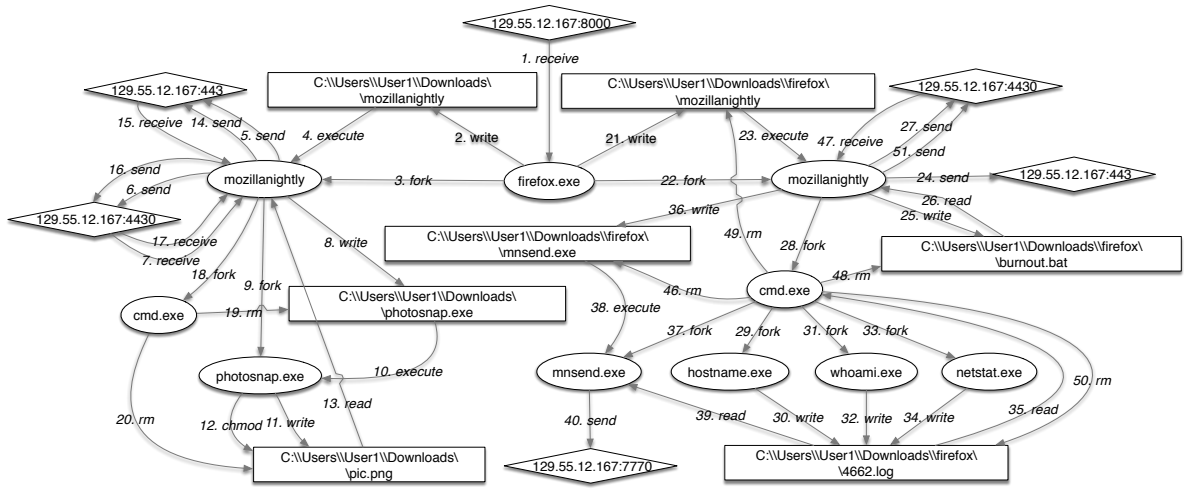 129.55.12.167:8000
1. receive
129.55.12.167:443
C:\\Users\\User1\\Downloads\
\mozillanightly
C:\\Users\\User1\\Downloads\\firefox\
\mozillanightly
129.55.12.167:4430
15. receive
14. send
5. send
4. execute
2. write
21. write
23. execute
47. receive
27. send
51. send
16. send
6. send
mozillanightly
3. fork
firefox.exe
22. fork
mozillanightly
24. send
129.55.12.167:443
129.55.12.167:4430
17. receive
7. receive
8. write
36. write
26. read
25. write
C:\\Users\\User1\\Downloads\\firefox\
\mnsend.exe
49. rm
28. fork
C:\\Users\\User1\\Downloads\\firefox\
\burnout.bat
18. fork
9. fork
48. rm
cmd.exe
19. rm
C:\\Users\\User1\\Downloads\
\photosnap.exe
38. execute
46. rm
cmd.exe
37. fork
29. fork
31. fork
33. fork
photosnap.exe
10. execute
mnsend.exe
hostname.exe
whoami.exe
netstat.exe
50. rm
20. rm
12. chmod
11. write
13. read
40. send
39. read
30. write
32. write
34. write
35. read
C:\\Users\\User1\\Downloads\
\pic.png
129.55.12.167:7770
C:\\Users\\User1\\Downloads\\firefox\
\4662.log